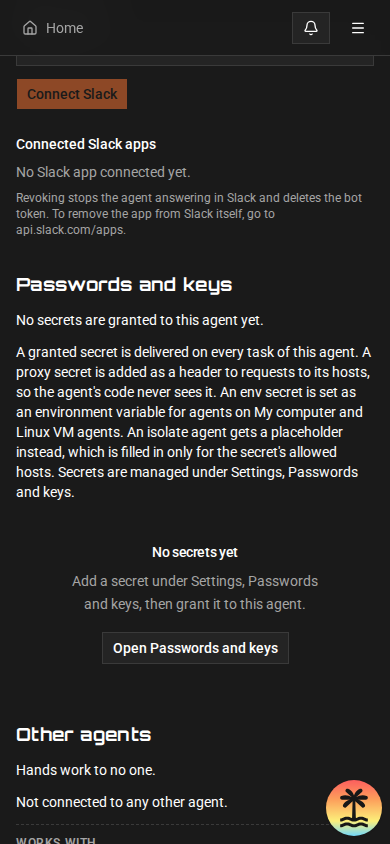 Home
Connect Slack
Connected Slack apps
No Slack app connected yet.
Revoking stops the agent answering in Slack and deletes the bot
token. To remove the app from Slack itself, go to
api.slack.com/apps.
Passwords and keys
No secrets are granted to this agent yet.
A granted secret is delivered on every task of this agent. A
proxy secret is added as a header to requests to its hosts,
so the agent's code never sees it. An env secret is set as
an environment variable for agents on My computer and
Linux VM agents. An isolate agent gets a placeholder
instead, which is filled in only for the secret's allowed
hosts. Secrets are managed under Settings, Passwords
and keys.
No secrets yet
Add a secret under Settings, Passwords
and keys, then grant it to this agent.
Open Passwords and keys
Other agents
Hands work to no one.
Not connected to any other agent.
WORKS WITH